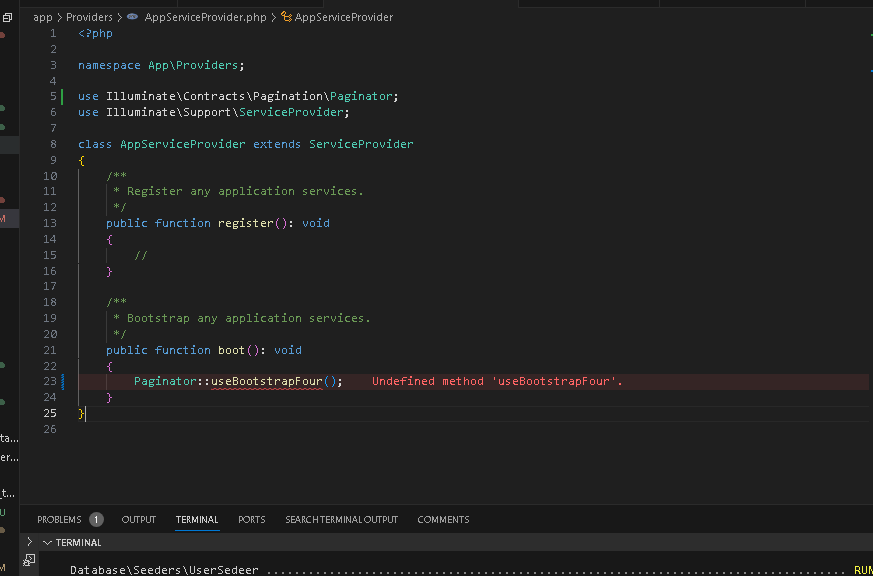 app > Providers > AppServiceProvider.php > AppServiceProvider
1 <?php
2
3 namespace App\Providers;
4
5 use Illuminate\Contracts\Pagination\Paginator;
6 use Illuminate\Support\ServiceProvider;
7
8 class AppServiceProvider extends ServiceProvider
9 {
10 /**
11 * Register any application services.
12 */
13 public function register(): void
14 {
15 //
16 }
17
18 /**
19 * Bootstrap any application services.
20 */
21 public function boot(): void
22 {
23 Paginator::useBootstrapFour(); Undefined method 'useBootstrapFour'.
24 }
25 }
26
M
ta...
er...
_t...
U
M
PROBLEMS 1 OUTPUT TERMINAL PORTS SEARCH TERMINAL OUTPUT COMMENTS
> TERMINAL
Database\Seeders\UserSedeer ................................................ RUN